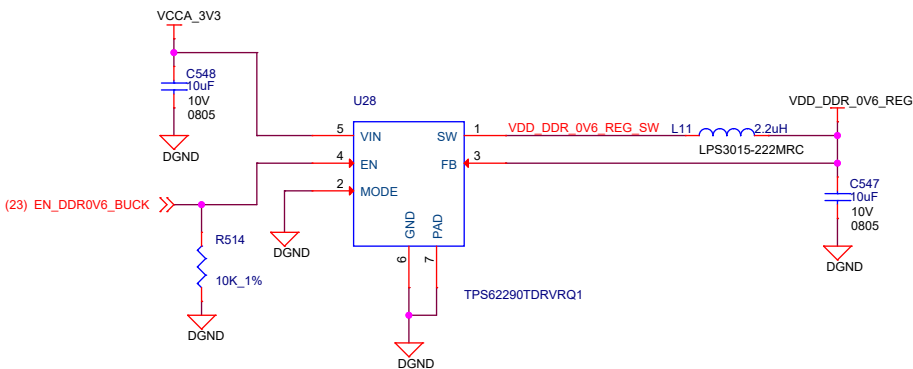 VCCA_3V3
C548
10uF
10V
0805
DGND
U28
5 VIN
4 EN
2 MODE
SW 1
FB 3
GND
PAD
6
7
VDD_DDR_0V6_REG_SW
L11 2.2uH
LPS3015-222MRC
VDD_DDR_0V6_REG
C547
10uF
10V
0805
DGND
(23) EN_DDR0V6_BUCK
R514
10K_1%
DGND
DGND
TPS62290TDRVRQ1
DGND